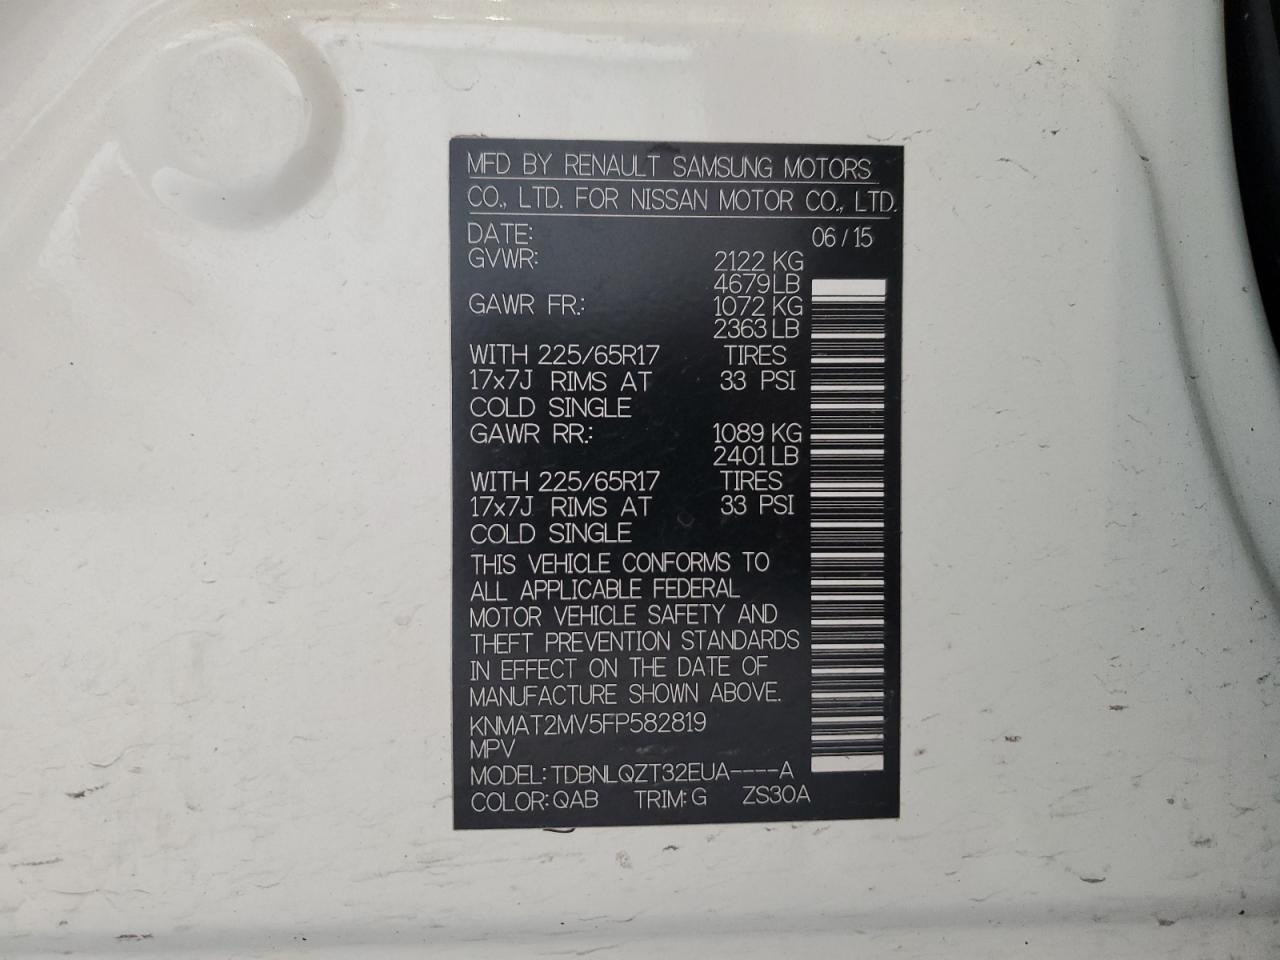 MFD BY RENAULT SAMSUNG MOTORS
CO., LTD. FOR NISSAN MOTOR CO., LTD.
DATE: 06 / 15
GVWR: 2122 KG
4679 LB
GAWR FR.: 1072 KG
2363 LB
WITH 225/65R17 TIRES
17x7J RIMS AT 33 PSI
COLD SINGLE
GAWR RR.: 1089 KG
2401 LB
WITH 225/65R17 TIRES
17x7J RIMS AT 33 PSI
COLD SINGLE
THIS VEHICLE CONFORMS TO
ALL APPLICABLE FEDERAL
MOTOR VEHICLE SAFETY AND
THEFT PREVENTION STANDARDS
IN EFFECT ON THE DATE OF
MANUFACTURE SHOWN ABOVE.
KNMAT2MV5FP582819
MPV
MODEL: TDBNLQZT32EUA----A
COLOR: QAB TRIM: G ZS30A